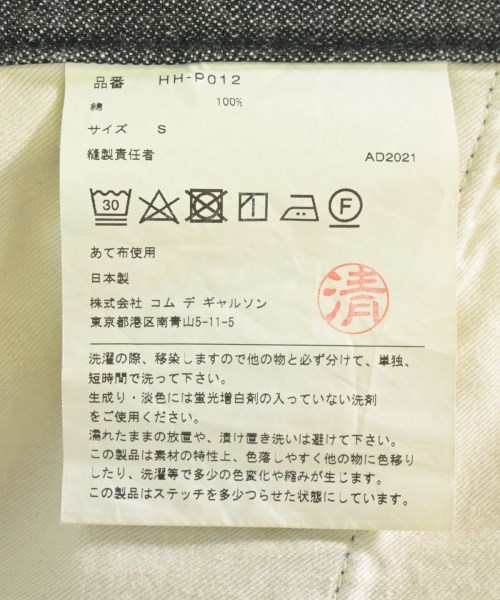 品番 HH-P012
綿 100%
サイズ S
縫製責任者 AD2021
30
F
あて布使用
日本製
株式会社 コム デ ギャルソン
東京都港区南青山5-11-5
清
洗濯の際、移染しますので他の物と必ず分けて、単独、
短時間で洗って下さい。
生成り・淡色には蛍光増白剤の入っていない洗剤
をご使用ください。
濡れたままの放置や、漬け置き洗いは避けて下さい。
この製品は素材の特性上、色落しやすく他の物に色移り
したり、洗濯等で多少の色変化や縮みが生じます。
この製品はステッチを多少つらせた状態にしています。